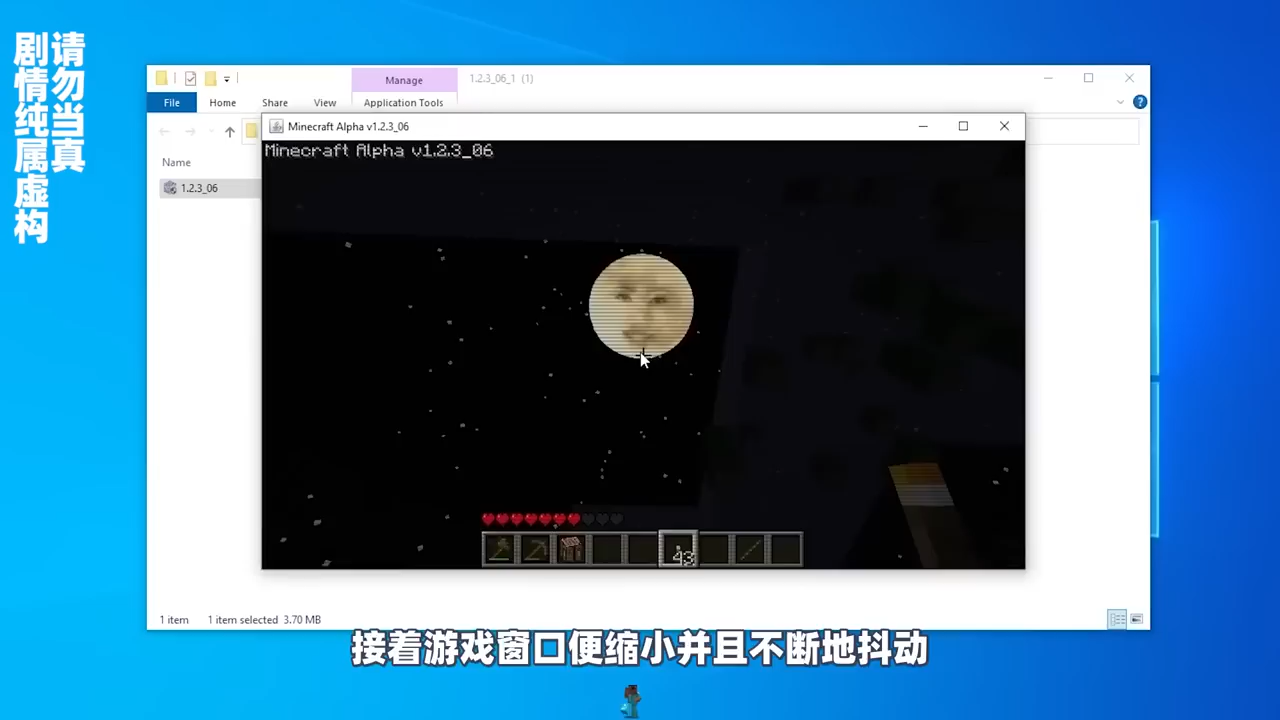 请勿当真
剧情纯属虚构
Manage
1.2.3_06_1 (1)
File
Home
Share
View
Application Tools
Minecraft Alpha v1.2.3_06
Minecraft Alpha v1.2.3_06
Name
1.2.3_06
43
1 item
1 item selected 3.70 MB
接着游戏窗口便缩小并且不断地抖动